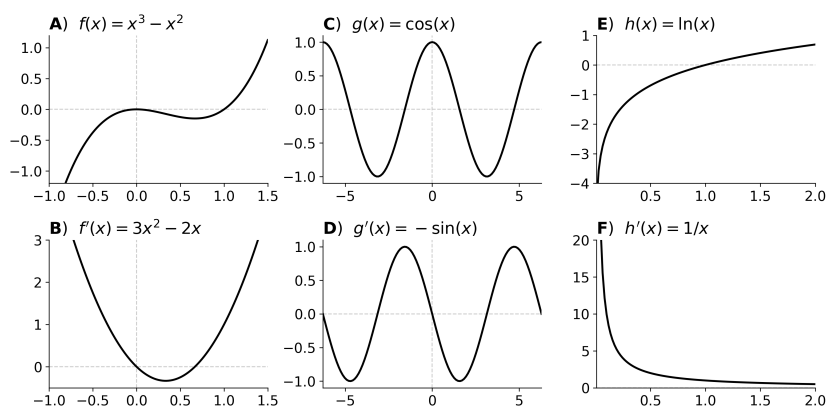 A) f(x) = x³ − x²
1.0
0.5
0.0
−0.5
−1.0
−1.0 −0.5 0.0 0.5 1.0 1.5
C) g(x) = cos(x)
1.0
0.5
0.0
−0.5
−1.0
−5 0 5
E) h(x) = ln(x)
1
0
−1
−2
−3
−4
0.5 1.0 1.5 2.0
B) f′(x) = 3x² − 2x
3
2
1
0
−1.0 −0.5 0.0 0.5 1.0 1.5
D) g′(x) = − sin(x)
1.0
0.5
0.0
−0.5
−1.0
−5 0 5
F) h′(x) = 1/x
20
15
10
5
0
0.5 1.0 1.5 2.0